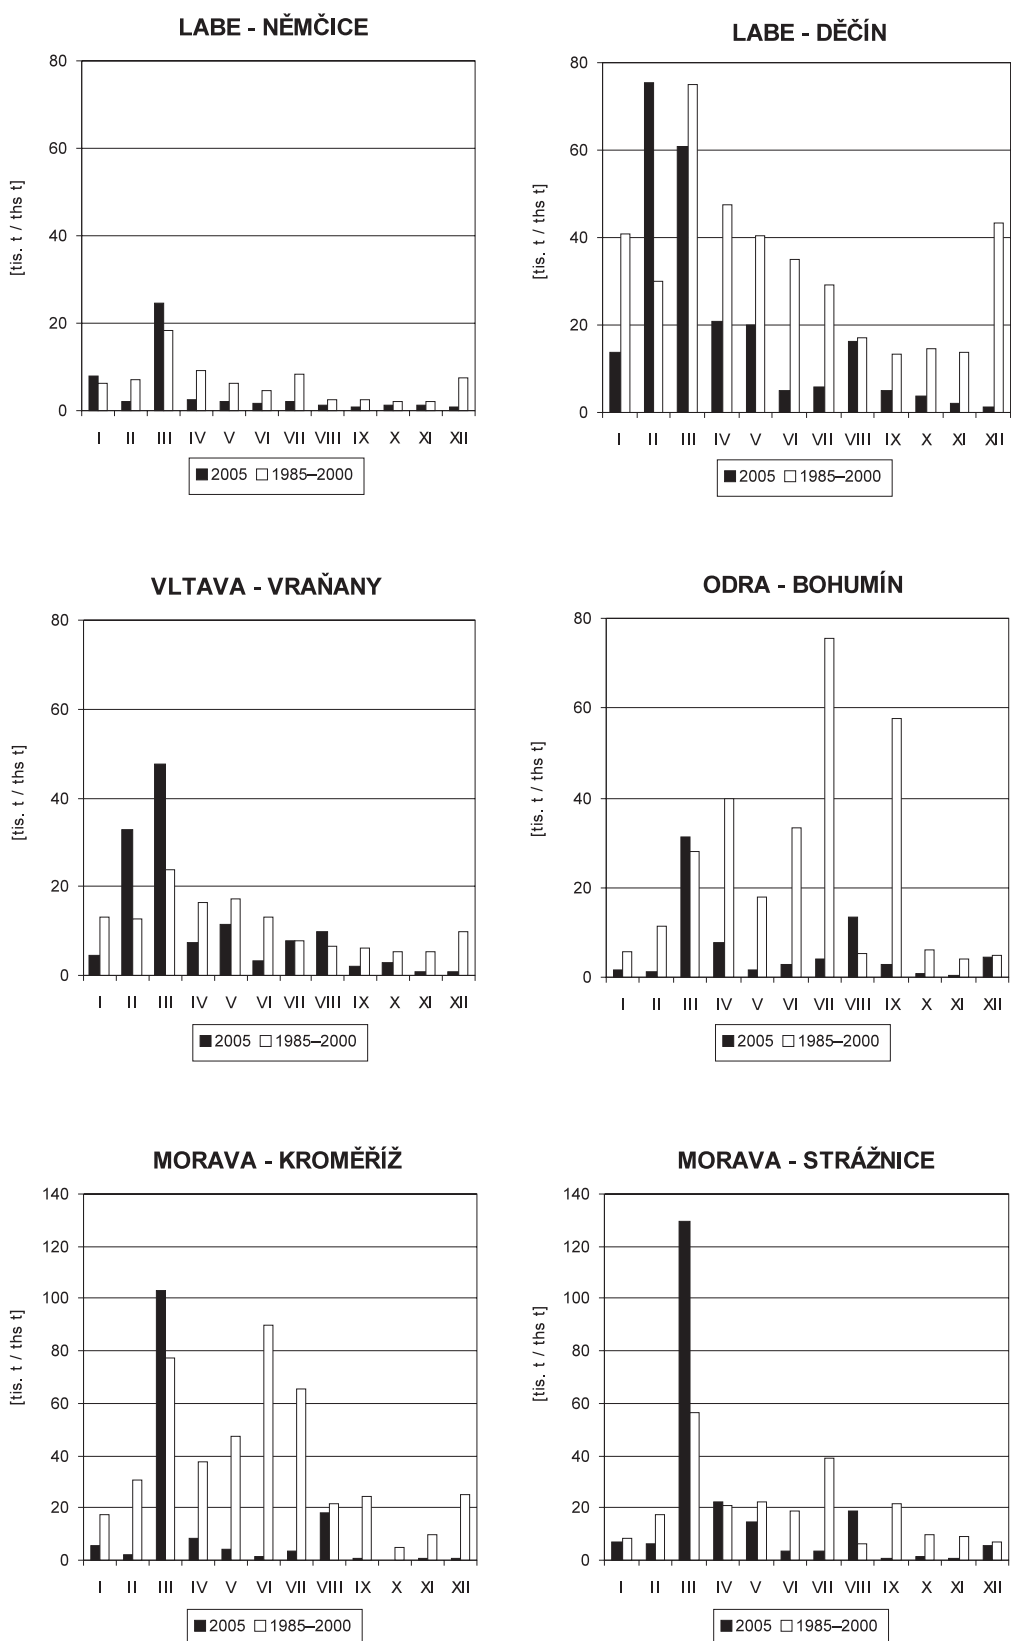 LABE - NĚMČICE
[tis. t / ths t]
80
60
40
20
0
I II III IV V VI VII VIII IX X XI XII
2005 1985–2000
LABE - DĚČÍN
[tis. t / ths t]
80
60
40
20
0
I II III IV V VI VII VIII IX X XI XII
2005 1985–2000
VLTAVA - VRAŇANY
[tis. t / ths t]
80
60
40
20
0
I II III IV V VI VII VIII IX X XI XII
2005 1985–2000
ODRA - BOHUMÍN
[tis. t / ths t]
80
60
40
20
0
I II III IV V VI VII VIII IX X XI XII
2005 1985–2000
MORAVA - KROMĚŘÍŽ
[tis. t / ths t]
140
120
100
80
60
40
20
0
I II III IV V VI VII VIII IX X XI XII
2005 1985–2000
MORAVA - STRÁŽNICE
[tis. t / ths t]
140
120
100
80
60
40
20
0
I II III IV V VI VII VIII IX X XI XII
2005 1985–2000